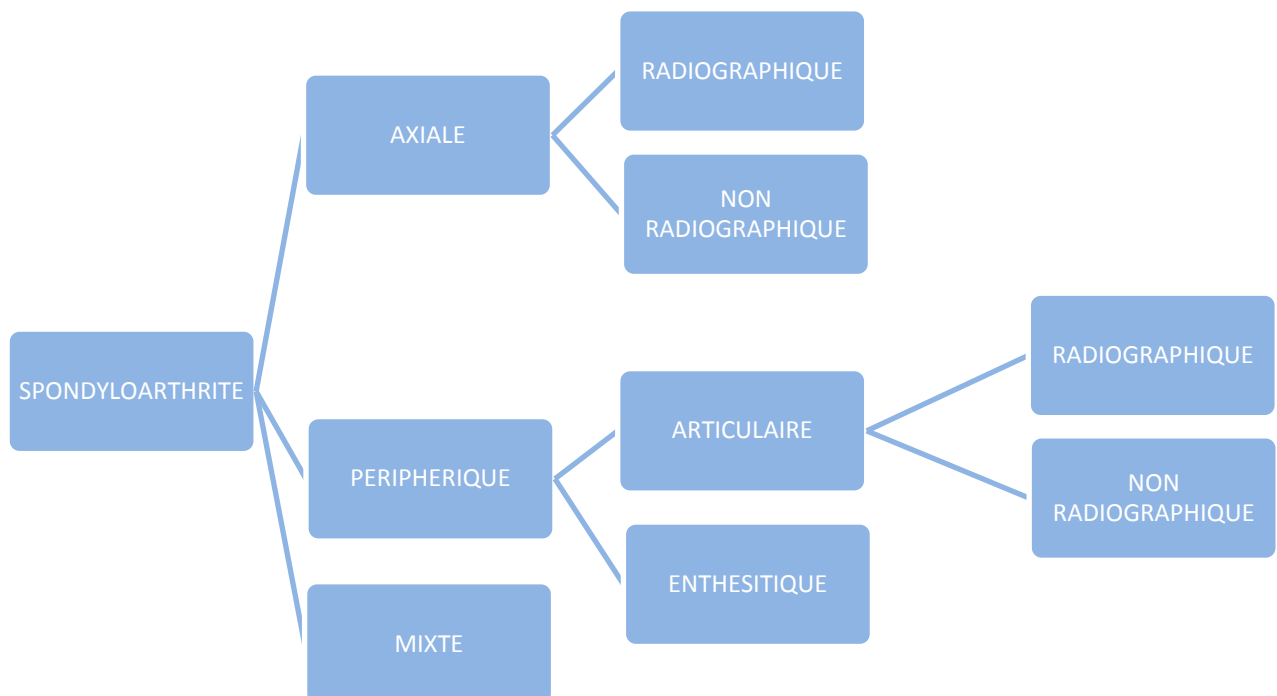 RADIOGRAPHIQUE
AXIALE
NON
RADIOGRAPHIQUE
SPONDYLOARTHRITE
RADIOGRAPHIQUE
ARTICULAIRE
PERIPHERIQUE
NON
RADIOGRAPHIQUE
ENTHESITIQUE
MIXTE